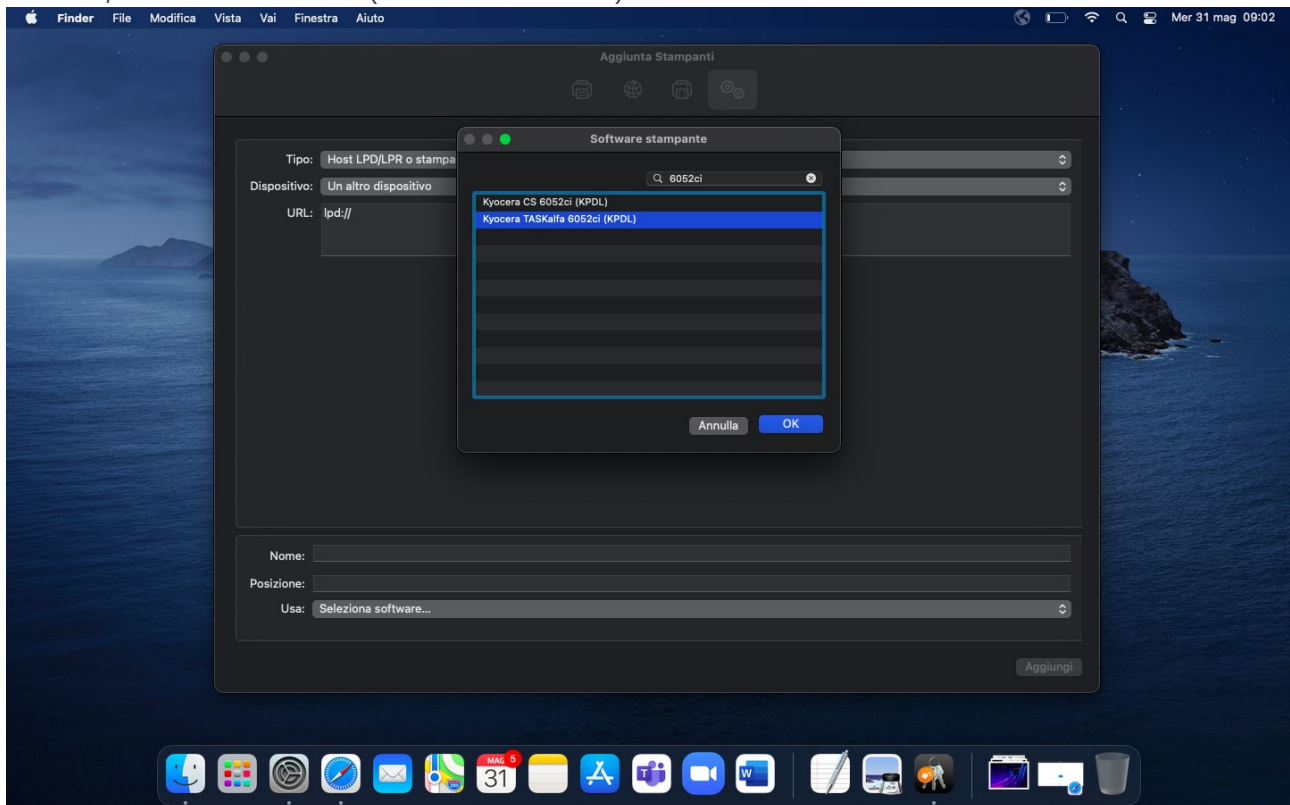 Finder File Modifica Vista Vai Finestra Aiuto Mer 31 mag 09:02
Aggiunta Stampanti
Software stampante
Tipo: Host LPD/LPR o stampa
6052ci
Dispositivo: Un altro dispositivo
Kyocera CS 6052ci (KPDL)
URL: lpd://
Kyocera TASKalfa 6052ci (KPDL)
Annulla OK
Nome:
Posizione:
Usa: Seleziona software...
Aggiungi
MAG 5
31